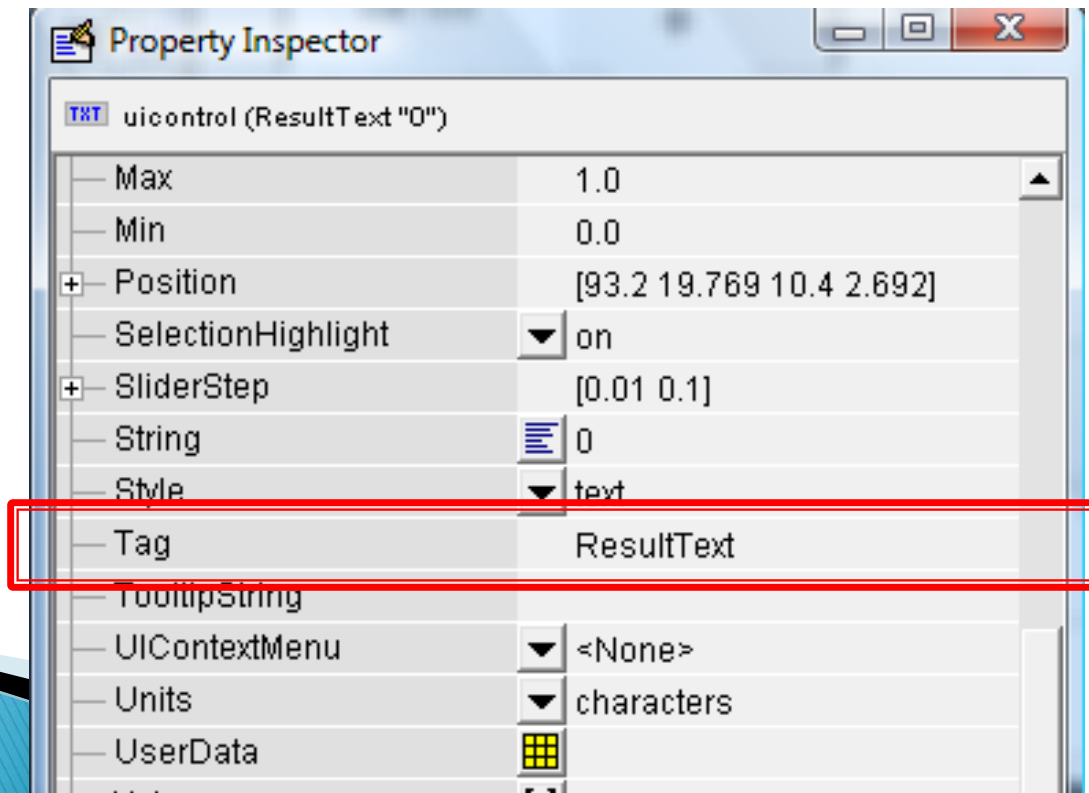 Property Inspector
TXT uicontrol (ResultText "0")
Max 1.0
Min 0.0
Position [93.2 19.769 10.4 2.692]
SelectionHighlight on
SliderStep [0.01 0.1]
String 0
Style text
Tag ResultText
TooltipString
UIContextMenu <None>
Units characters
UserData